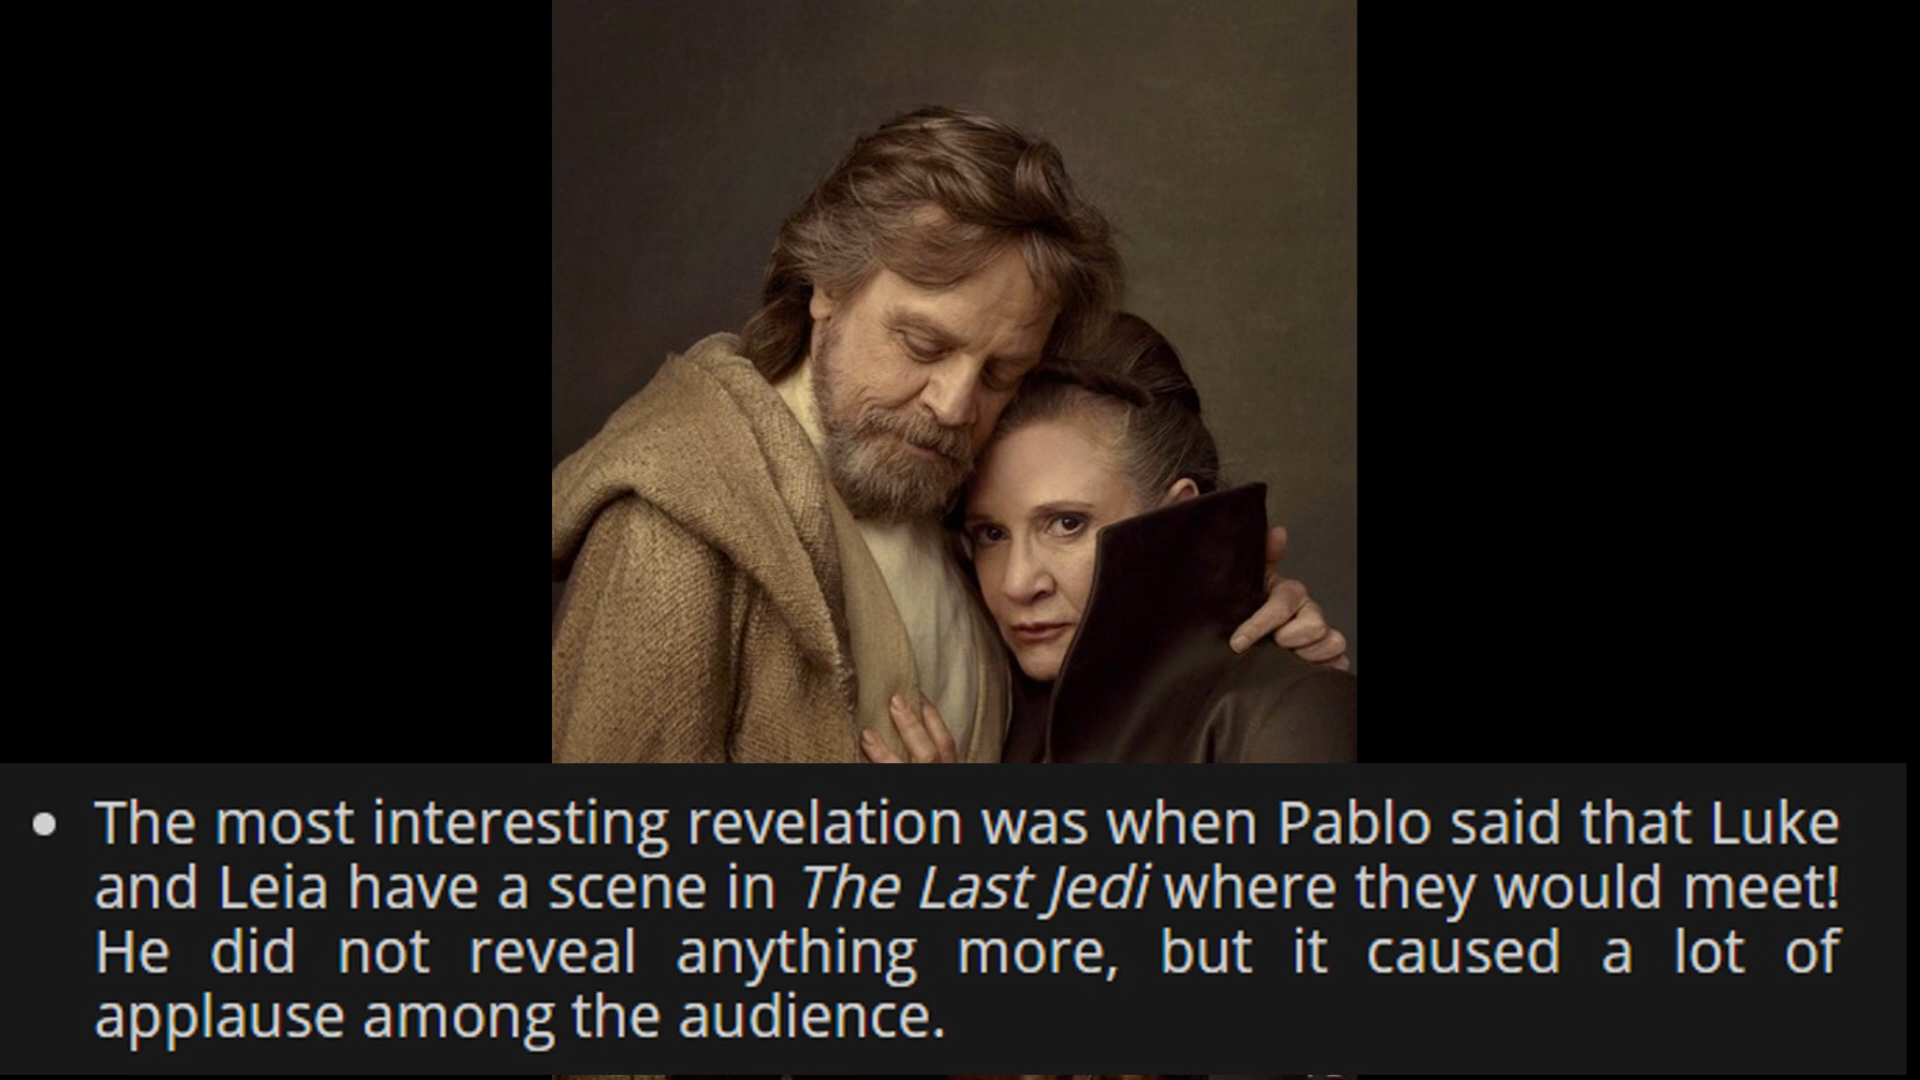 • The most interesting revelation was when Pablo said that Luke
and Leia have a scene in The Last Jedi where they would meet!
He did not reveal anything more, but it caused a lot of
applause among the audience.